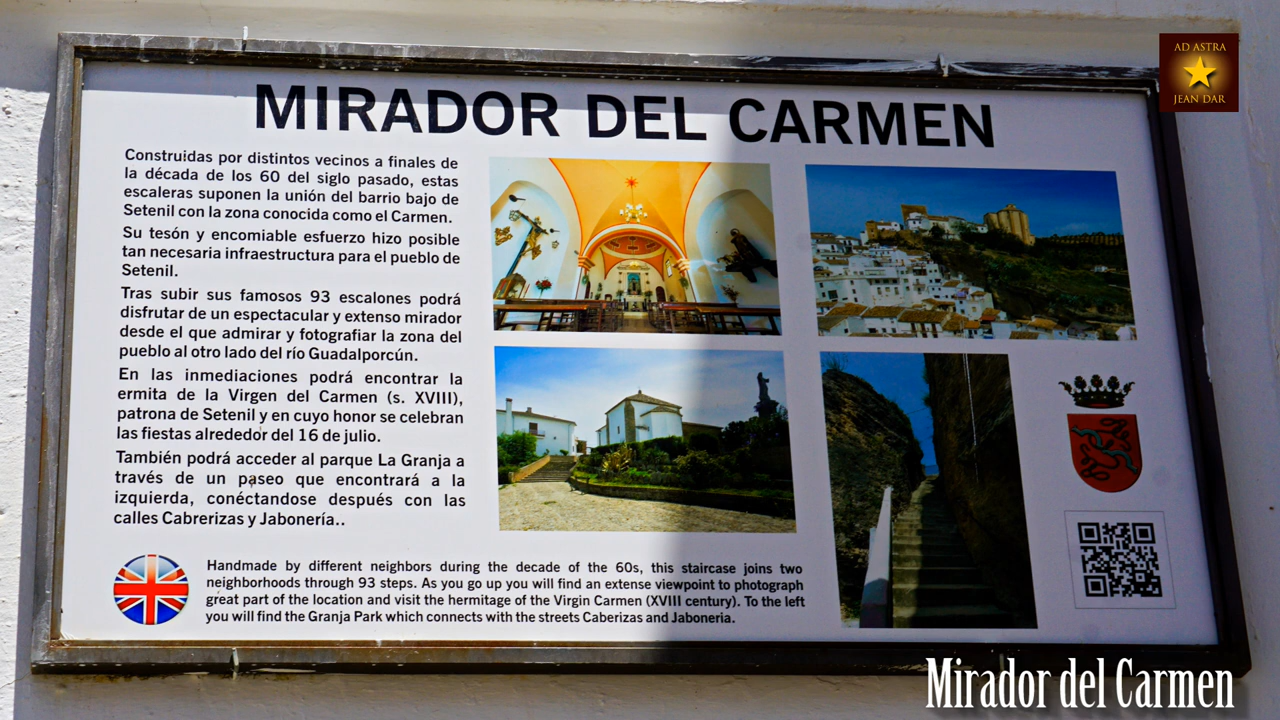 AD ASTRA
JEAN DAR
MIRADOR DEL CARMEN
Construidas por distintos vecinos a finales de
la década de los 60 del siglo pasado, estas
escaleras suponen la unión del barrio bajo de
Setenil con la zona conocida como el Carmen.
Su tesón y encomiable esfuerzo hizo posible
tan necesaria infraestructura para el pueblo de
Setenil.
Tras subir sus famosos 93 escalones podrá
disfrutar de un espectacular y extenso mirador
desde el que admirar y fotografiar la zona del
pueblo al otro lado del río Guadalporcún.
En las inmediaciones podrá encontrar la
ermita de la Virgen del Carmen (s. XVIII),
patrona de Setenil y en cuyo honor se celebran
las fiestas alrededor del 16 de julio.
También podrá acceder al parque La Granja a
través de un paseo que encontrará a la
izquierda, conéctandose después con las
calles Cabrerizas y Jabonería..
Handmade by different neighbors during the decade of the 60s, this staircase joins two
neighborhoods through 93 steps. As you go up you will find an extense viewpoint to photograph
great part of the location and visit the hermitage of the Virgin Carmen (XVIII century). To the left
you will find the Granja Park which connects with the streets Caberizas and Jaboneria.
Mirador del Carmen